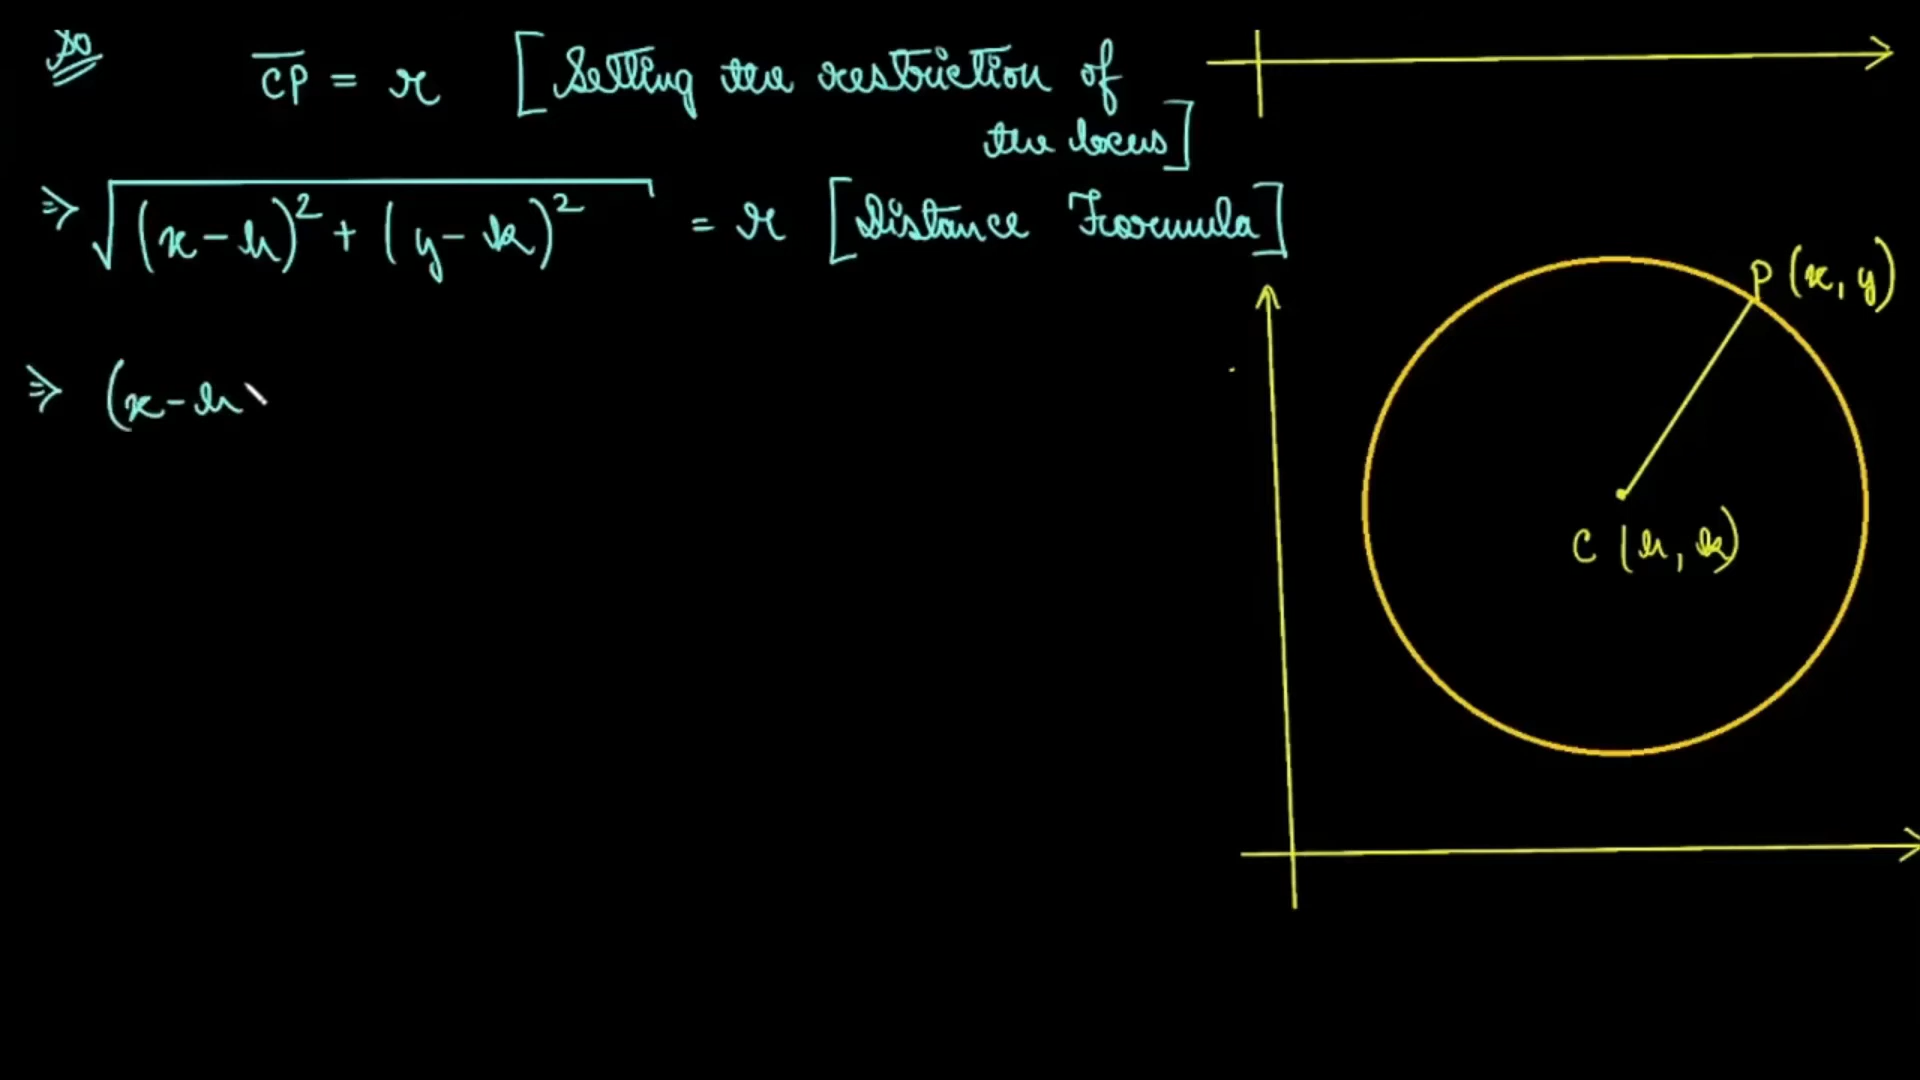 So CP = r [Setting the restriction of
the locus]
⇒ √(x-h)² + (y-k)² = r [Distance Formula]
P(x, y)
⇒ (x-h)
C(h, k)